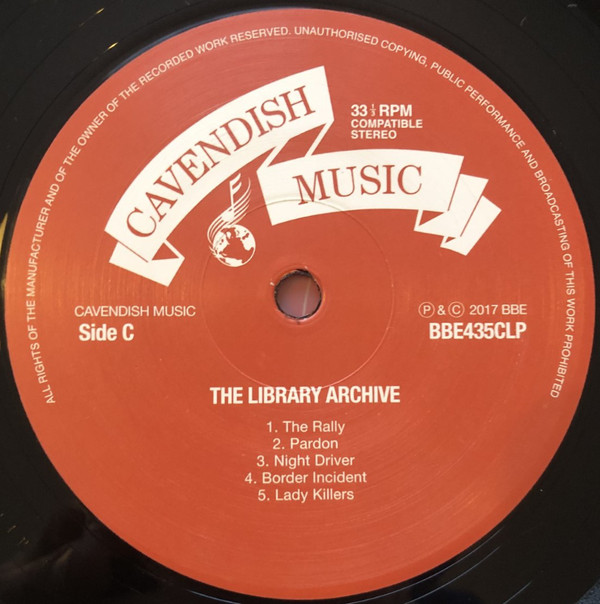 ALL RIGHTS OF THE MANUFACTURER AND OF THE OWNER OF THE RECORDED WORK RESERVED. UNAUTHORISED COPYING, PUBLIC PERFORMANCE AND BROADCASTING OF THIS WORK PROHIBITED
CAVENDISH
MUSIC
33 1/3 RPM
COMPATIBLE
STEREO
CAVENDISH MUSIC
Side C
Ⓟ & © 2017 BBE
BBE435CLP
THE LIBRARY ARCHIVE
1. The Rally
2. Pardon
3. Night Driver
4. Border Incident
5. Lady Killers